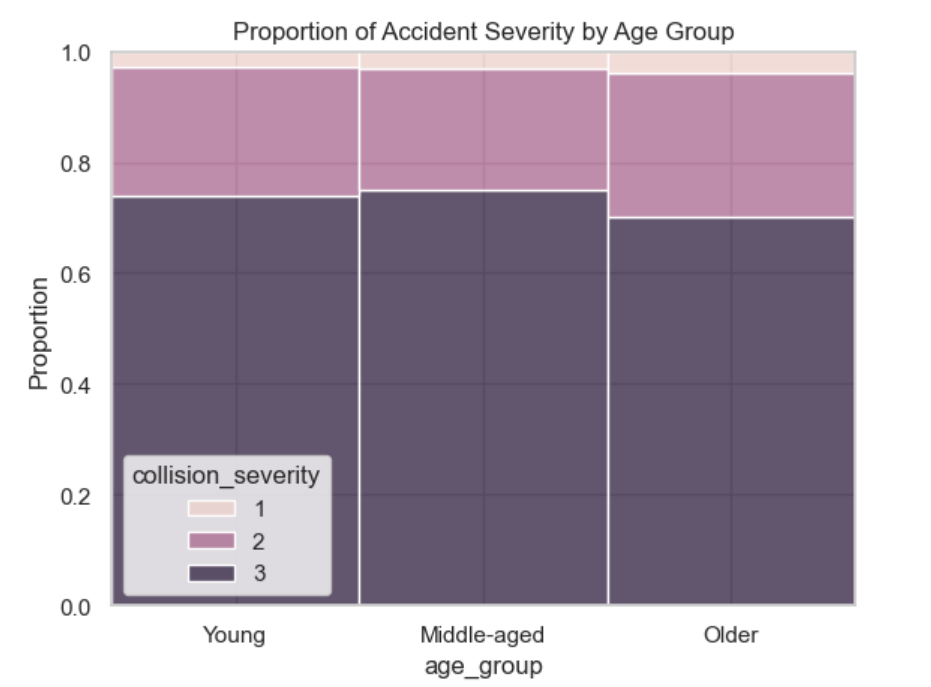 Proportion of Accident Severity by Age Group
1.0
0.8
0.6
0.4
0.2
0.0
Proportion
collision_severity
1
2
3
Young Middle-aged Older
age_group